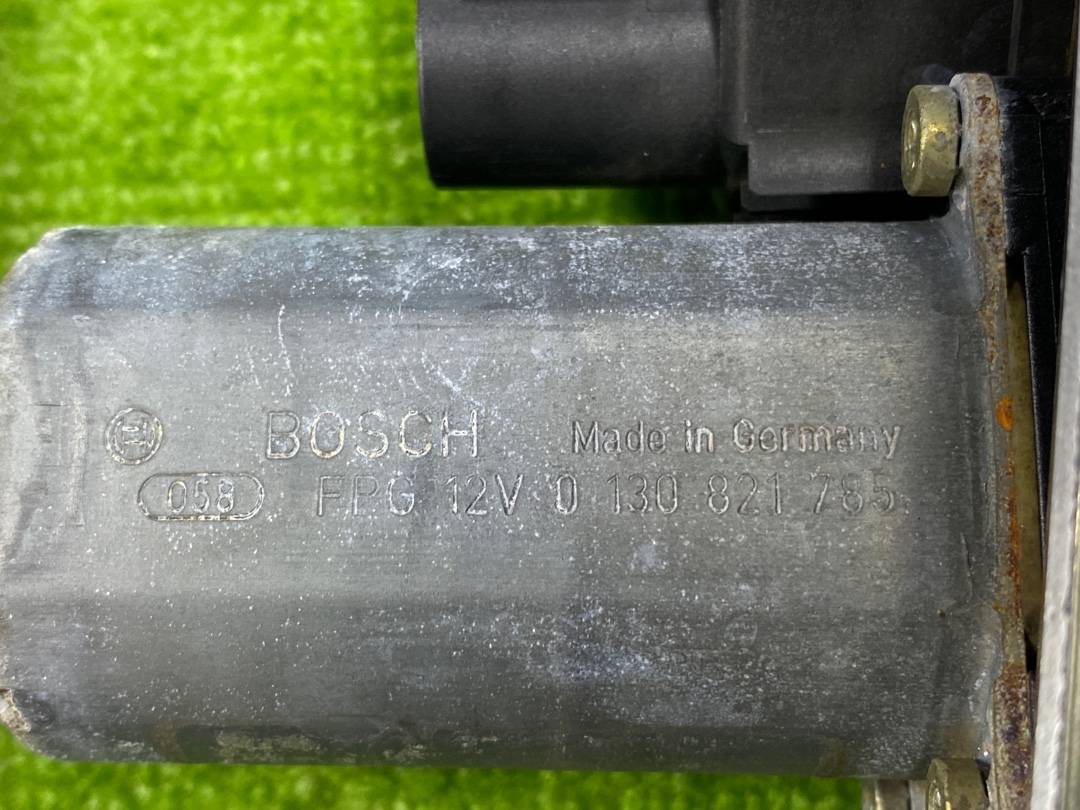 BOSCH Made in Germany
058 FPG 12V 0 130 821 785